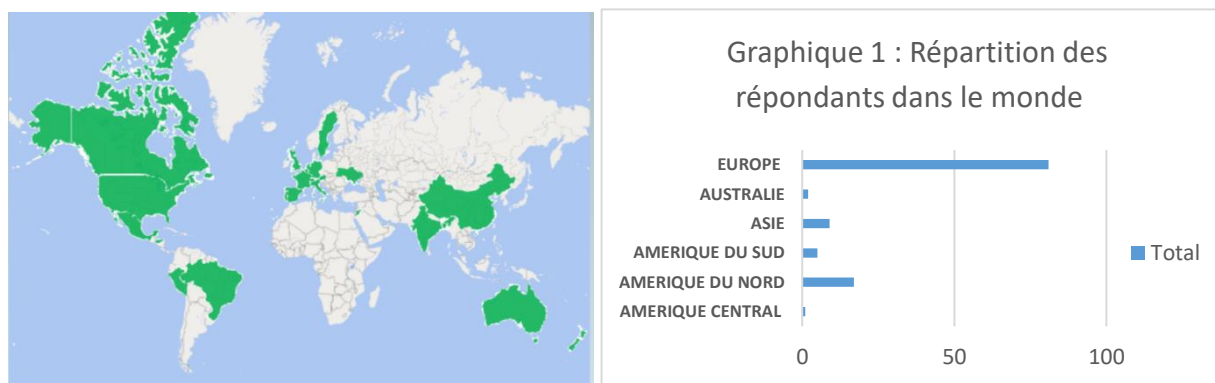 Graphique 1 : Répartition des
répondants dans le monde
EUROPE
AUSTRALIE
ASIE
AMERIQUE DU SUD
AMERIQUE DU NORD
AMERIQUE CENTRAL
Total
0 50 100